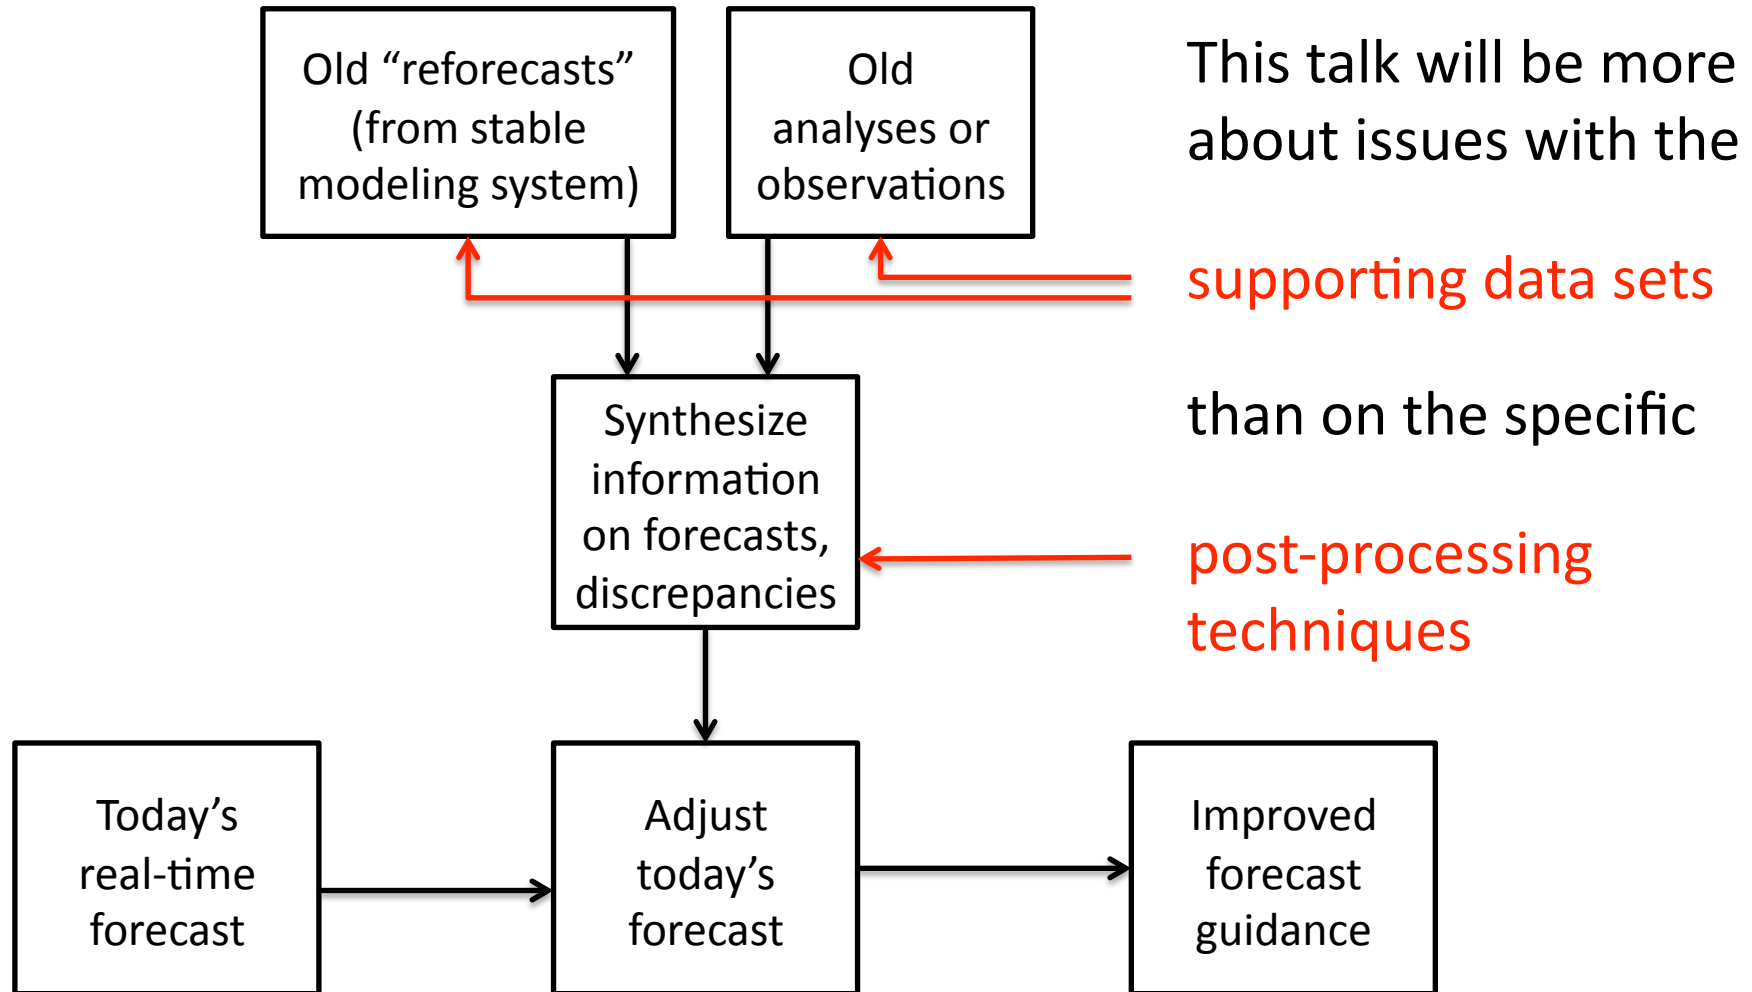 Old “reforecasts”
(from stable
modeling system)
Old
analyses or
observations
This talk will be more
about issues with the
supporting data sets
than on the specific
post-processing
techniques
Synthesize
information
on forecasts,
discrepancies
Today’s
real-time
forecast
Adjust
today’s
forecast
Improved
forecast
guidance